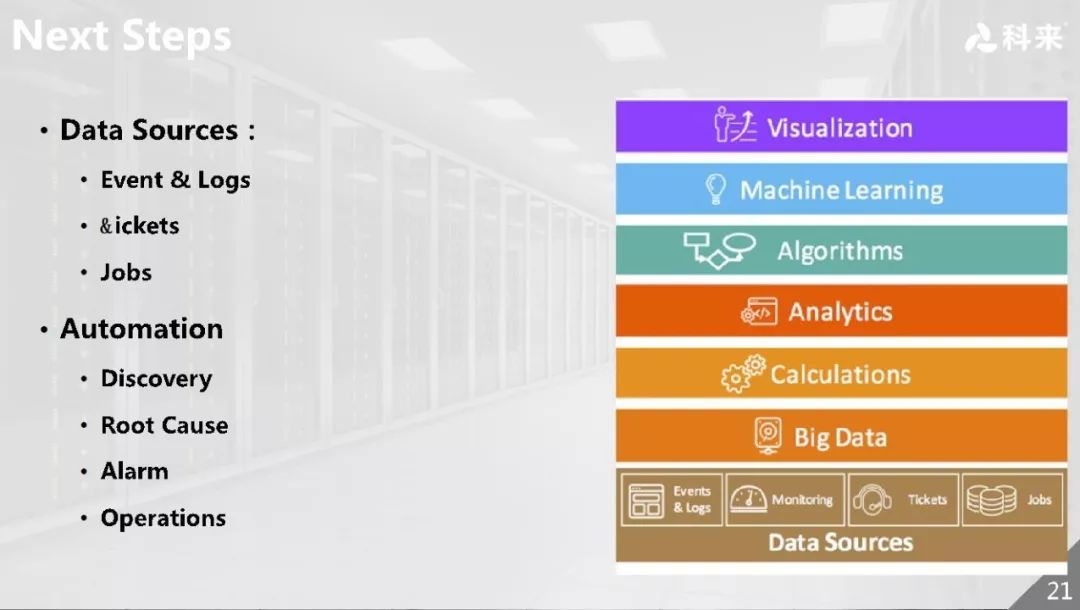 Next Steps
科来
• Data Sources：
• Event & Logs
• &ickets
• Jobs
• Automation
• Discovery
• Root Cause
• Alarm
• Operations
Visualization
Machine Learning
Algorithms
Analytics
Calculations
Big Data
Events
& Logs
Monitoring
Tickets
Jobs
Data Sources
21